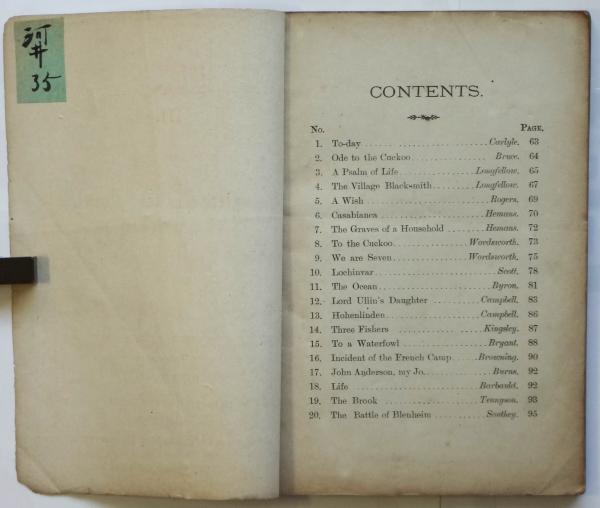 河
井
35
CONTENTS.
No. PAGE.
1. To-day Carlyle. 63
2. Ode to the Cuckoo Bruce. 64
3. A Psalm of Life Longfellow. 65
4. The Village Blacksmith Longfellow. 67
5. A Wish Rogers. 69
6. Casabianca Hemans. 70
7. The Graves of a Household Hemans. 72
8. To the Cuckoo Wordsworth. 73
9. We are Seven Wordsworth. 75
10. Lochinvar Scott. 78
11. The Ocean Byron. 81
12. Lord Ullin's Daughter Campbell. 83
13. Hohenlinden Campbell. 86
14. Three Fishers Kingsley. 87
15. To a Waterfowl Bryant. 88
16. Incident of the French Camp Browning. 90
17. John Anderson, my Jo Burns. 92
18. Life Barbauld. 92
19. The Brook Tennyson. 93
20. The Battle of Blenheim Southey. 95